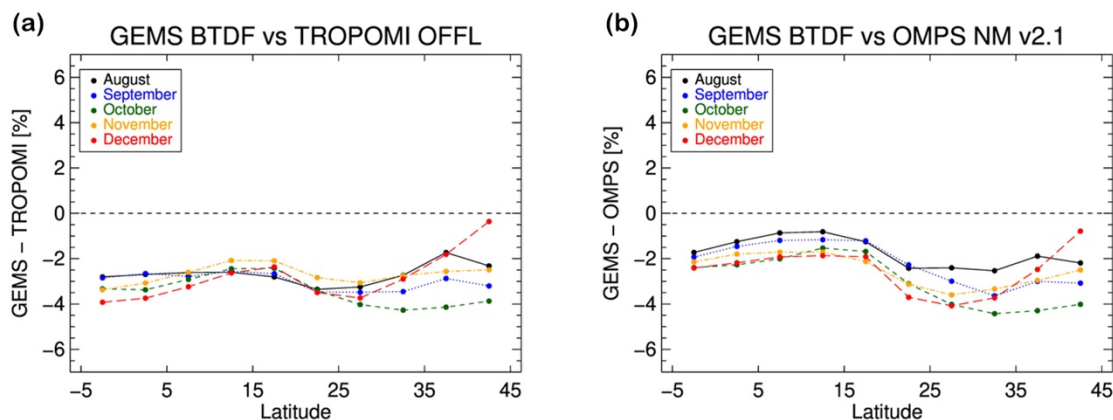 (a)
GEMS BTDF vs TROPOMI OFFL
August
September
October
November
December
GEMS − TROPOMI [%]
6
4
2
0
−2
−4
−6
−5 5 15 25 35 45
Latitude
(b)
GEMS BTDF vs OMPS NM v2.1
August
September
October
November
December
GEMS − OMPS [%]
6
4
2
0
−2
−4
−6
−5 5 15 25 35 45
Latitude